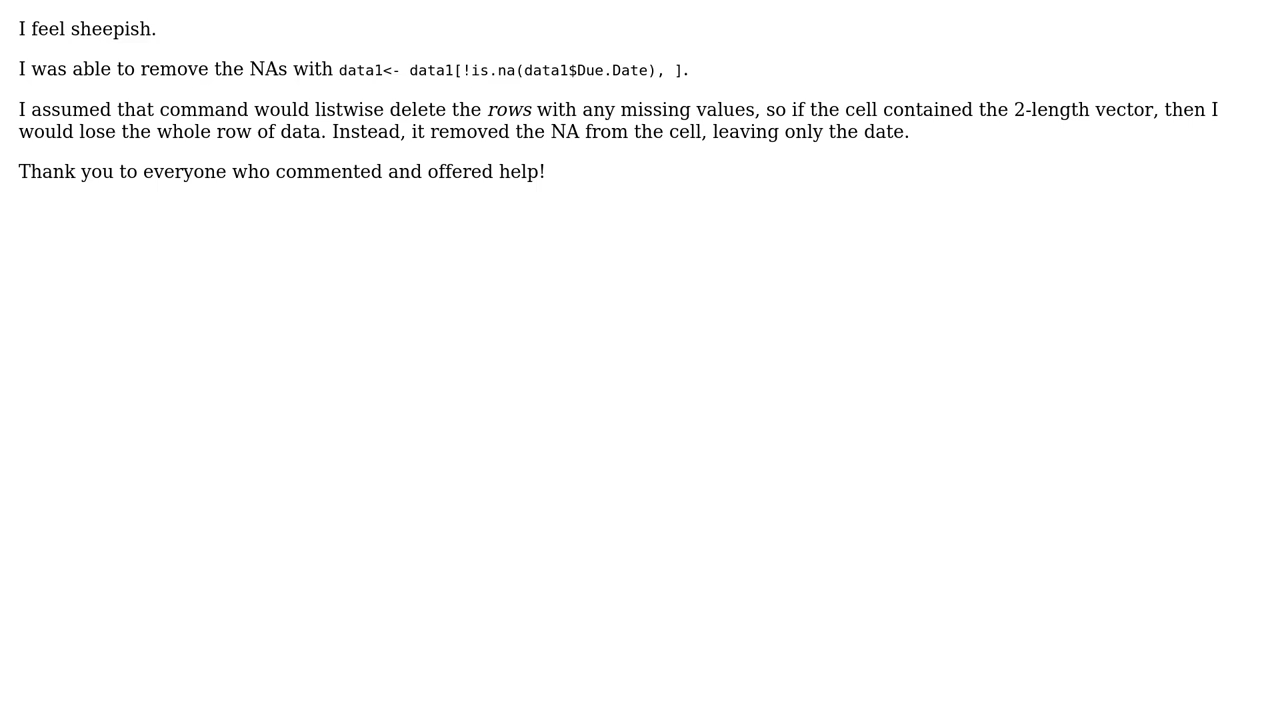 I feel sheepish.
I was able to remove the NAs with data1<- data1[!is.na(data1$Due.Date), ].
I assumed that command would listwise delete the rows with any missing values, so if the cell contained the 2-length vector, then I
would lose the whole row of data. Instead, it removed the NA from the cell, leaving only the date.
Thank you to everyone who commented and offered help!